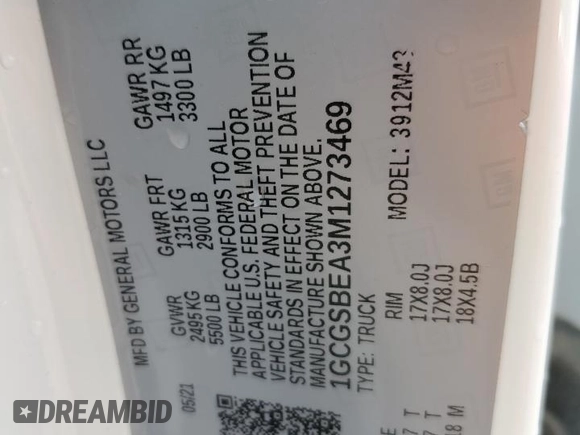 MFD BY GENERAL MOTORS LLC
05/21
GVWR GAWR FRT GAWR RR
2495 KG 1315 KG 1497 KG
5500 LB 2900 LB 3300 LB
THIS VEHICLE CONFORMS TO ALL
APPLICABLE U.S. FEDERAL MOTOR
VEHICLE SAFETY AND THEFT PREVENTION
STANDARDS IN EFFECT ON THE DATE OF
MANUFACTURE SHOWN ABOVE.
1GCGSBEA3M1273469
TYPE: TRUCK MODEL: 3912M43
RIM
17X8.0J
17X8.0J
18X4.5B
DREAMBID